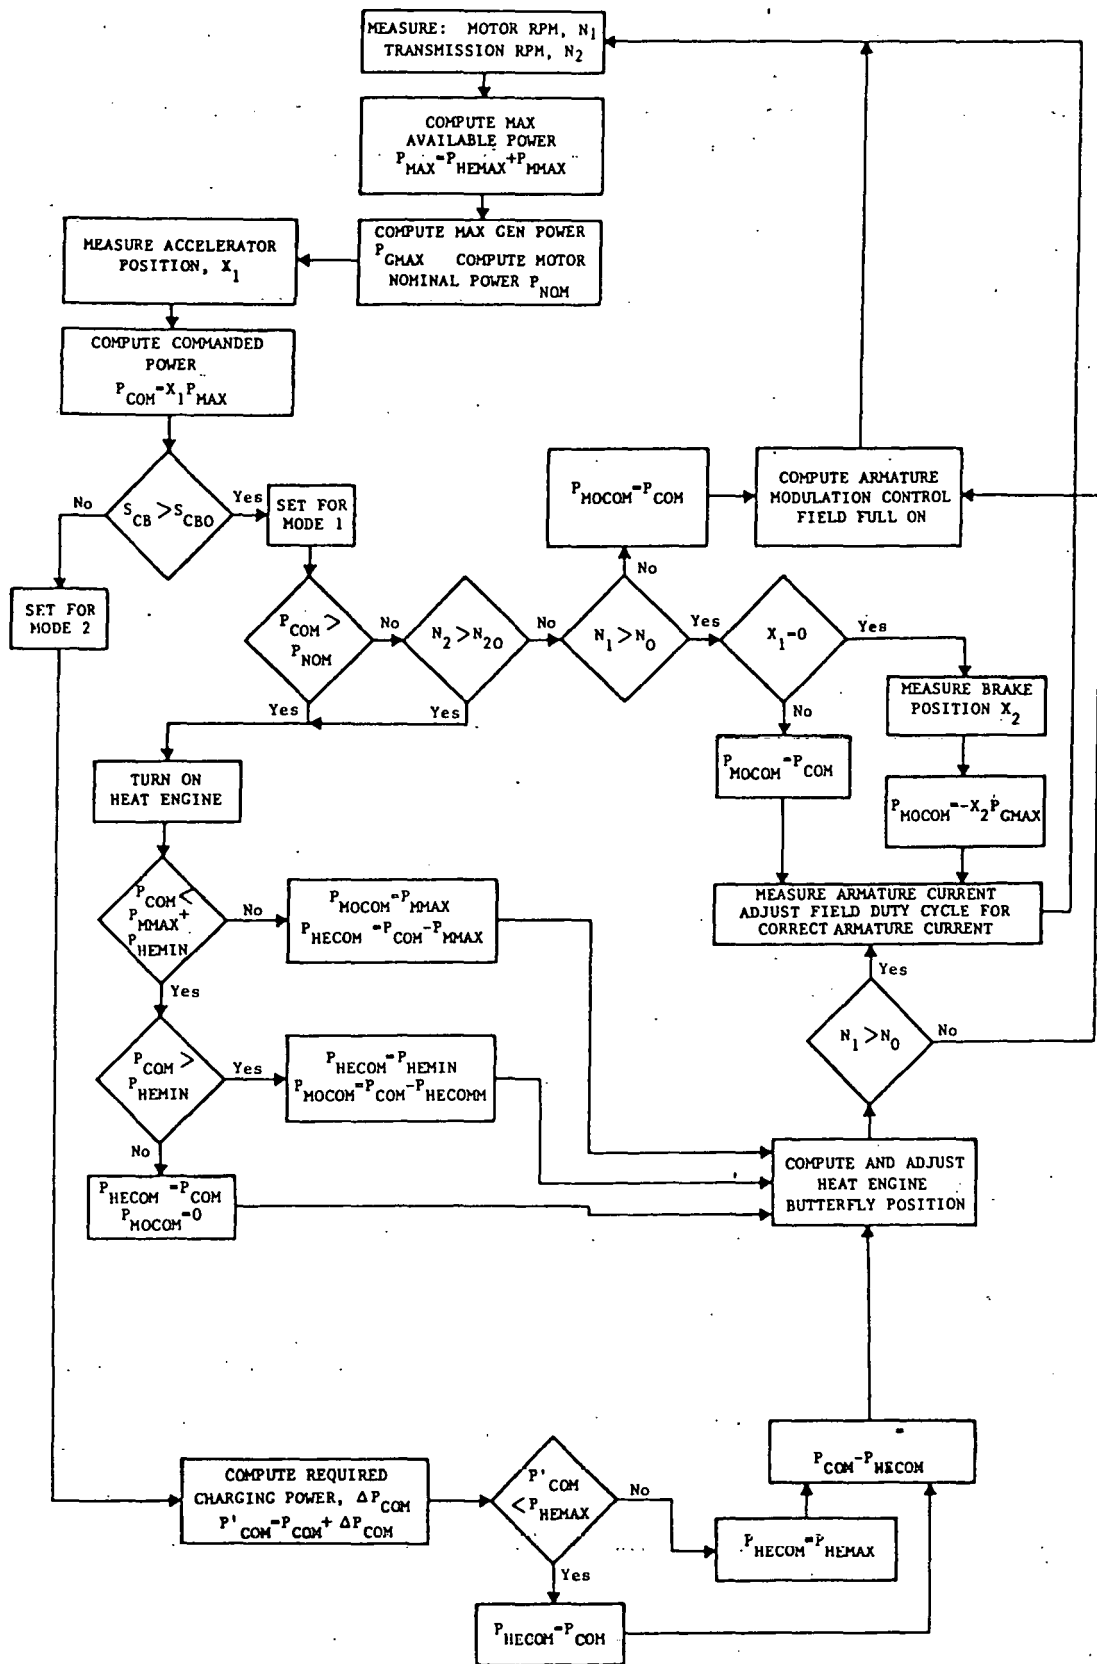 MEASURE: MOTOR RPM, N1
TRANSMISSION RPM, N2
COMPUTE MAX
AVAILABLE POWER
PMAX=PHEMAX+PMMAX
COMPUTE MAX GEN POWER
PGMAX COMPUTE MOTOR
NOMINAL POWER PNOM
MEASURE ACCELERATOR
POSITION, X1
COMPUTE COMMANDED
POWER
PCOM=X1PMAX
SCB>SCBO
No
Yes
SET FOR
MODE 1
SET FOR
MODE 2
PCOM>
PNOM
No
Yes
N2>N20
No
Yes
N1>N0
No
Yes
PMOCOM=PCOM
COMPUTE ARMATURE
MODULATION CONTROL
FIELD FULL ON
X1=0
Yes
No
MEASURE BRAKE
POSITION X2
PMOCOM=PCOM
PMOCOM=-X2PGMAX
MEASURE ARMATURE CURRENT
ADJUST FIELD DUTY CYCLE FOR
CORRECT ARMATURE CURRENT
TURN ON
HEAT ENGINE
PCOM<
PMMAX+
PHEMIN
No
Yes
PMOCOM=PMMAX
PHECOM=PCOM-PMMAX
PCOM>
PHEMIN
Yes
No
PHECOM=PHEMIN
PMOCOM=PCOM-PHECOMM
PHECOM=PCOM
PMOCOM=0
N1>N0
Yes
No
COMPUTE AND ADJUST
HEAT ENGINE
BUTTERFLY POSITION
COMPUTE REQUIRED
CHARGING POWER, ΔPCOM
P'COM=PCOM+ΔPCOM
P'COM
<PHEMAX
No
Yes
PHECOM=PHEMAX
PHECOM=PCOM
=
PCOM-PHECOM